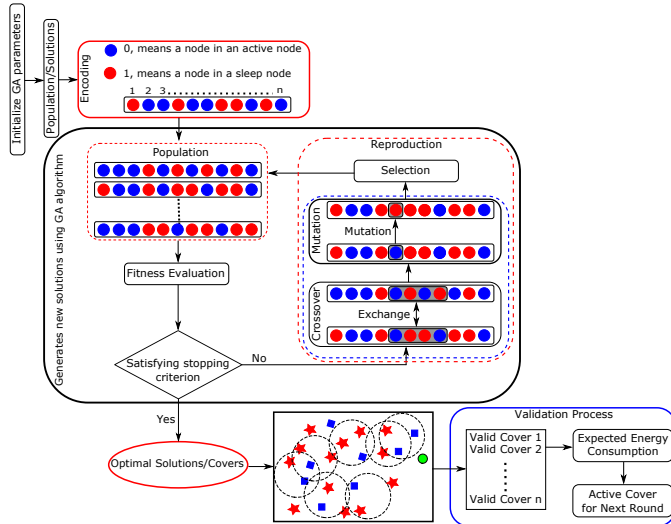 Initialize GA parameters
Population/Solutions
Encoding
0, means a node in an active node
1, means a node in a sleep node
1 2 3 n
Generates new solutions using GA algorithm
Population
Reproduction
Selection
Mutation
Mutation
Fitness Evaluation
Crossover
Exchange
Satisfying stopping
criterion
No
Yes
Optimal Solutions/Covers
Validation Process
Valid Cover 1
Valid Cover 2
Valid Cover n
Expected Energy
Consumption
Active Cover
for Next Round